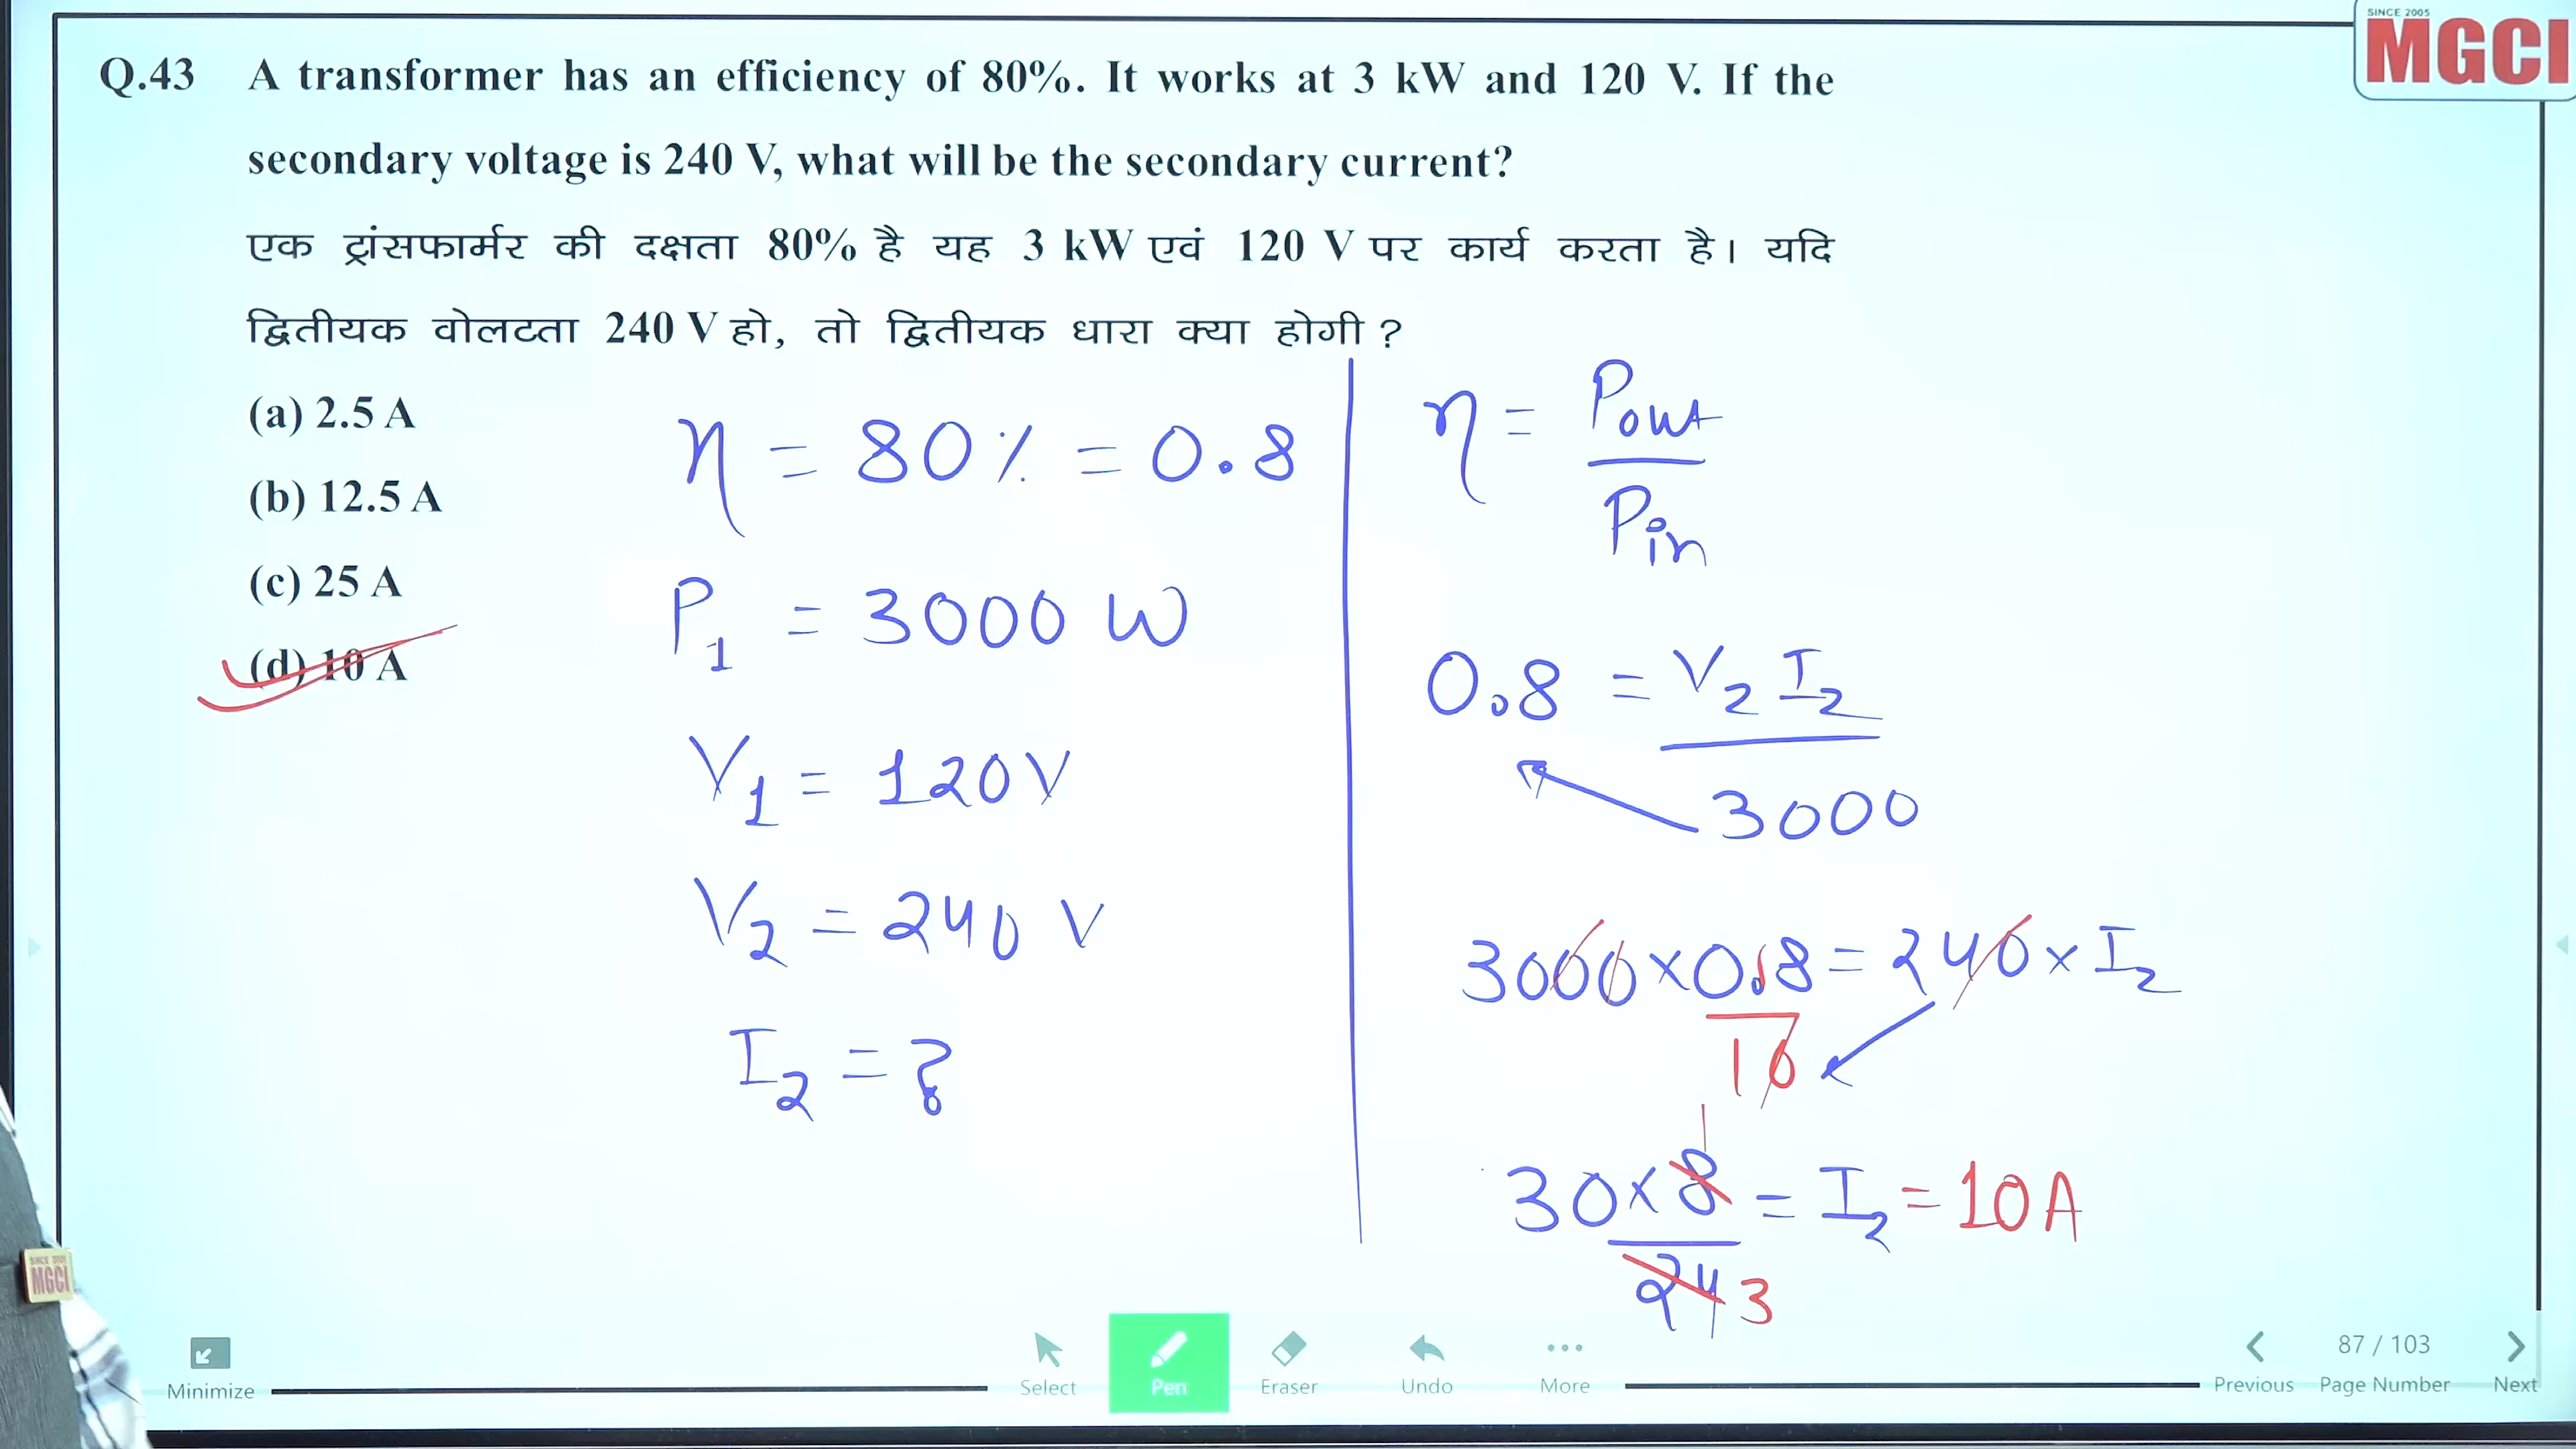 SINCE 2005
MGCI
Q.43 A transformer has an efficiency of 80%. It works at 3 kW and 120 V. If the
secondary voltage is 240 V, what will be the secondary current?
एक ट्रांसफार्मर की दक्षता 80% है यह 3 kW एवं 120 V पर कार्य करता है। यदि
द्वितीयक वोलटता 240 V हो, तो द्वितीयक धारा क्या होगी ?
(a) 2.5 A
(b) 12.5 A
(c) 25 A
(d) 10 A
η = 80% = 0.8
P1 = 3000 W
V1 = 120V
V2 = 240 V
I2 = ?
η = Pout
Pin
0.8 = V2 I2
3000
3000×0.8 = 240 × I2
10
1
30×8 = I2 = 10A
24 3
SINCE 2005
MGCI
Minimize
Select
Pen
Eraser
Undo
More
Previous
87 / 103
Page Number
Next